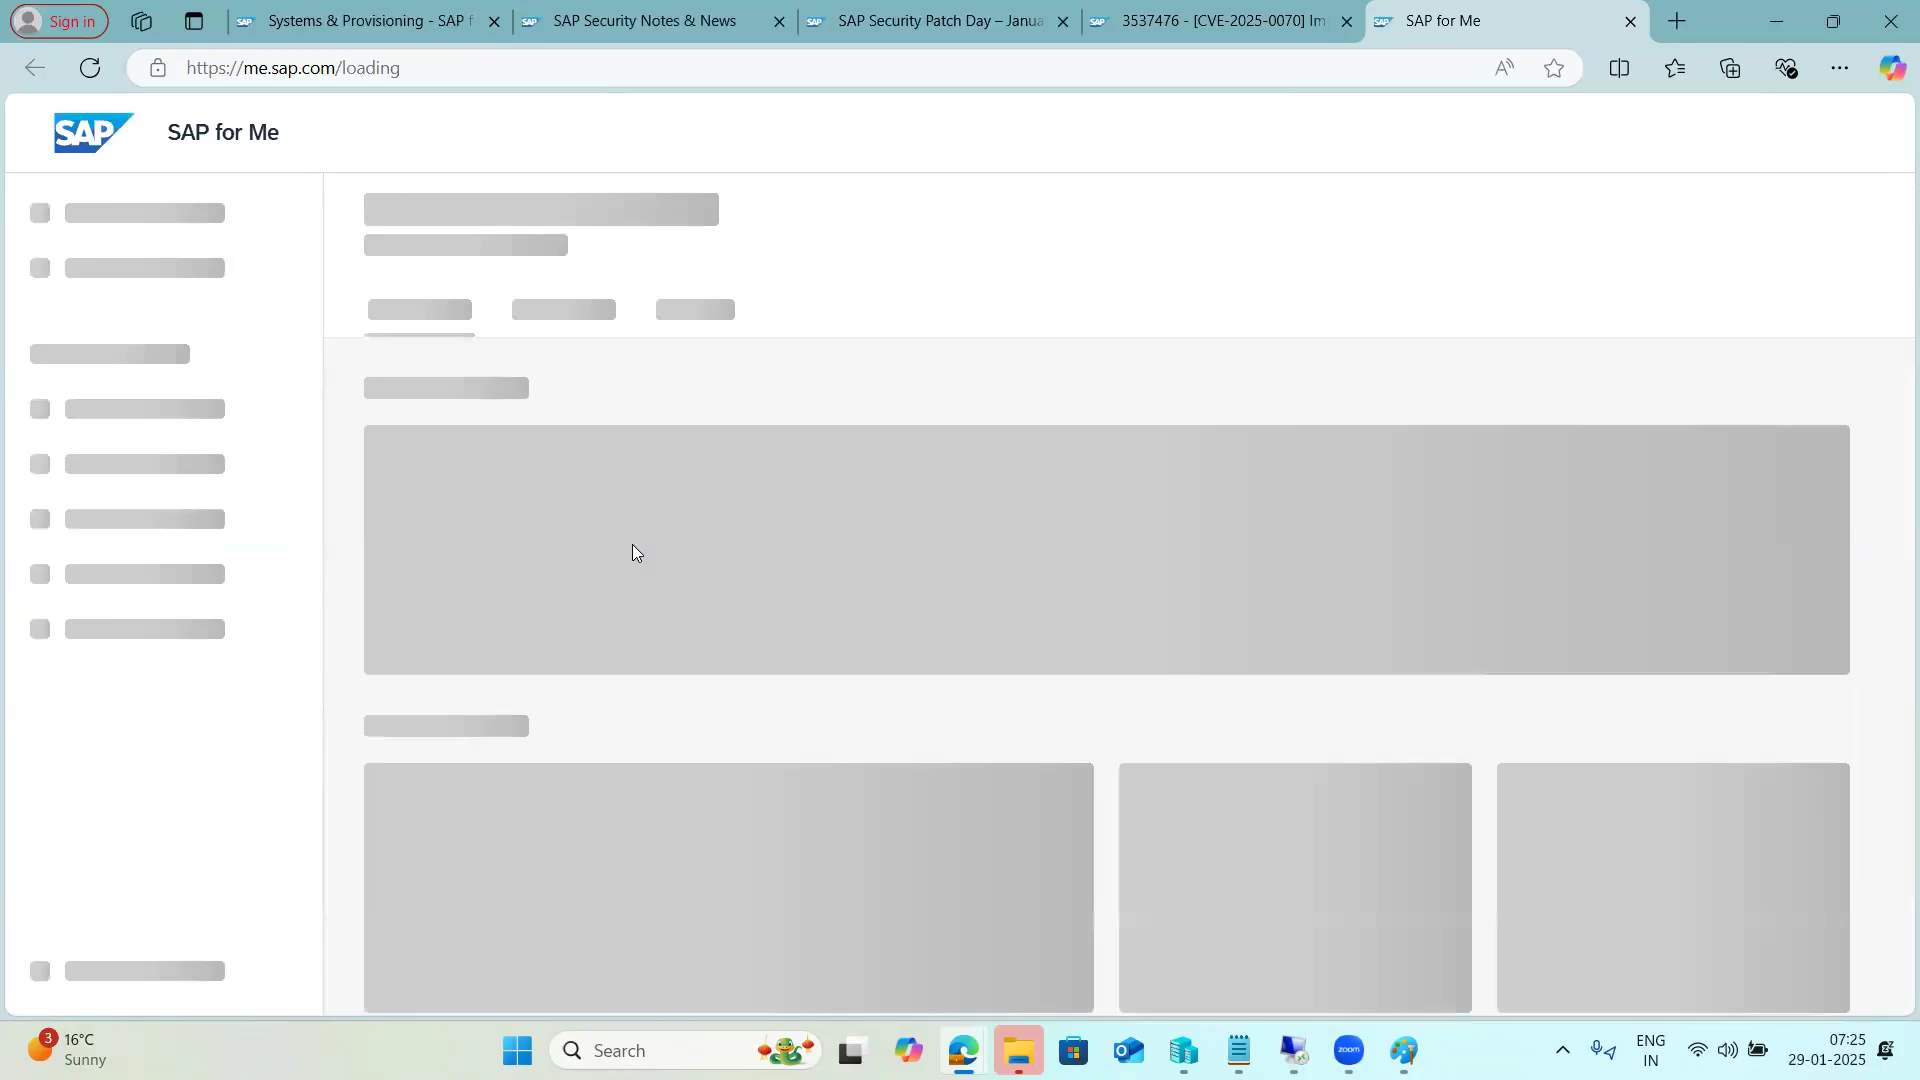 Sign in
Systems & Provisioning - SAP f
SAP Security Notes & News
SAP Security Patch Day – Janua
3537476 - [CVE-2025-0070] Im
SAP for Me
https://me.sap.com/loading
SAP
SAP for Me
3
16°C
Sunny
Search
zoom
ENG
IN
07:25
29-01-2025